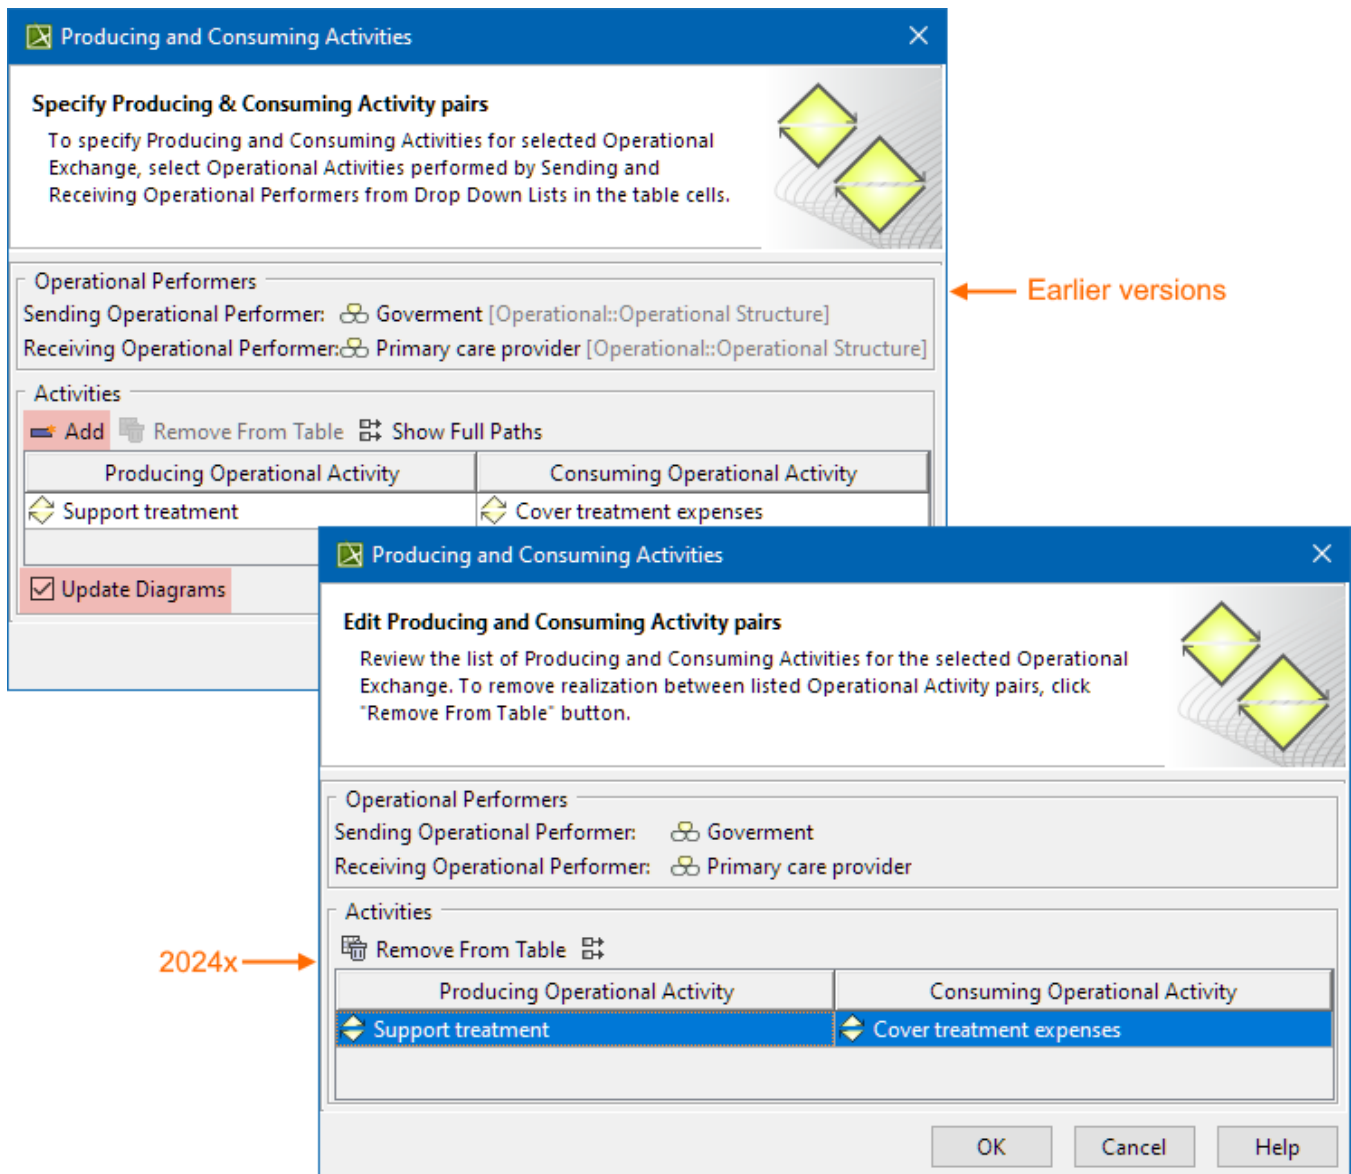 Producing and Consuming Activities
Specify Producing & Consuming Activity pairs
To specify Producing and Consuming Activities for selected Operational
Exchange, select Operational Activities performed by Sending and
Receiving Operational Performers from Drop Down Lists in the table cells.
Operational Performers
Sending Operational Performer: Goverment [Operational::Operational Structure]
Receiving Operational Performer: Primary care provider [Operational::Operational Structure]
Earlier versions
Activities
Add Remove From Table Show Full Paths
Producing Operational Activity Consuming Operational Activity
Support treatment Cover treatment expenses
Update Diagrams
Producing and Consuming Activities
Edit Producing and Consuming Activity pairs
Review the list of Producing and Consuming Activities for the selected Operational
Exchange. To remove realization between listed Operational Activity pairs, click
"Remove From Table" button.
Operational Performers
Sending Operational Performer: Goverment
Receiving Operational Performer: Primary care provider
Activities
2024x
Remove From Table
Producing Operational Activity Consuming Operational Activity
Support treatment Cover treatment expenses
OK Cancel Help